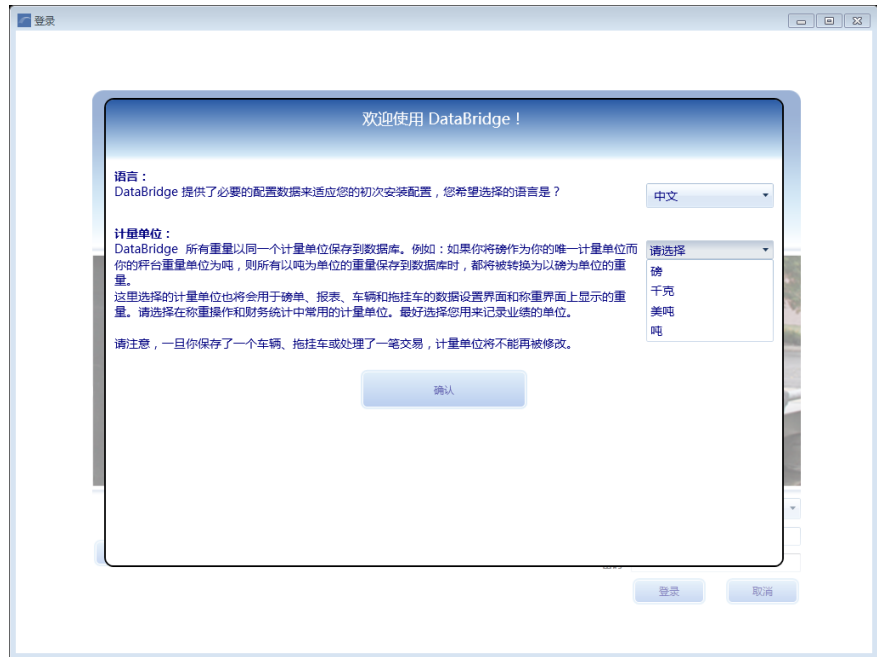 登录
欢迎使用 DataBridge！
语言：
DataBridge 提供了必要的配置数据来适应您的初次安装配置，您希望选择的语言是？
中文
计量单位：
DataBridge 所有重量以同一个计量单位保存到数据库。例如：如果你将磅作为你的唯一计量单位而
你的秤台重量单位为吨，则所有以吨为单位的重量保存到数据库时，都将被转换为以磅为单位的重
量。
这里选择的计量单位也将会用于磅单、报表、车辆和拖挂车的数据设置界面和称重界面上显示的重
量。请选择在称重操作和财务统计中常用的计量单位。最好选择您用来记录业绩的单位。
请注意，一旦你保存了一个车辆、拖挂车或处理了一笔交易，计量单位将不能再被修改。
请选择
磅
千克
美吨
吨
确认
登录
取消